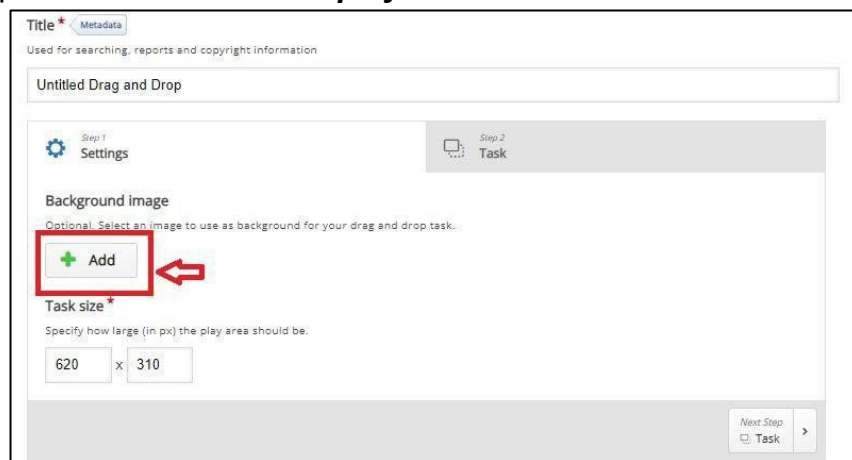 Title * Metadata
Used for searching, reports and copyright information
Untitled Drag and Drop
Step 1
Settings
Step 2
Task
Background image
Optional. Select an image to use as background for your drag and drop task.
Add
Task size *
Specify how large (in px) the play area should be.
620 x 310
Next Step
Task